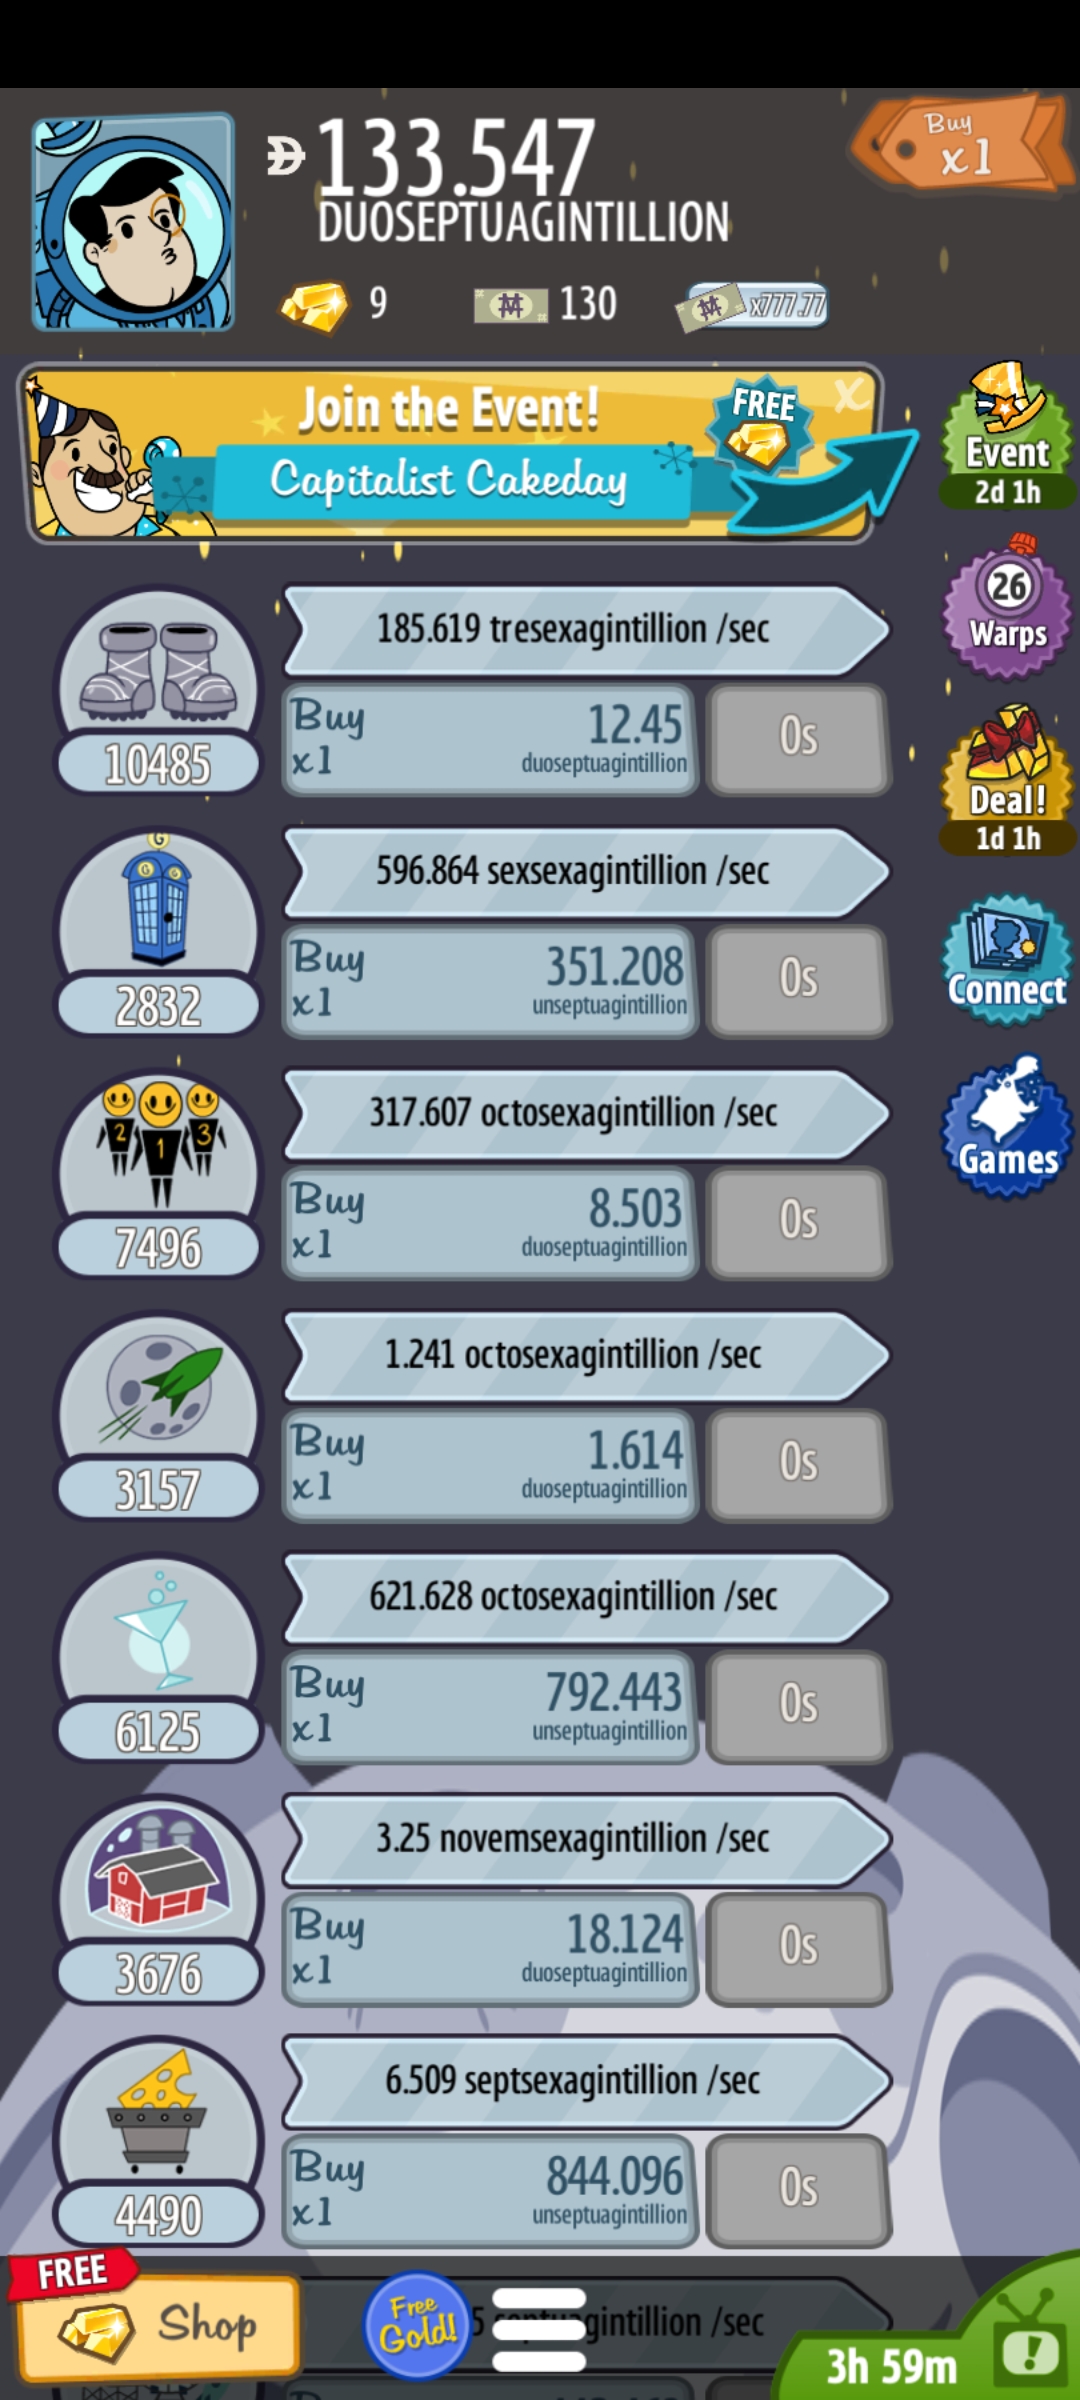 133.547
DUOSEPTUAGINTILLION
Buy
x1
9
130
x777.77
Join the Event!
Capitalist Cakeday
FREE
x
Event
2d 1h
185.619 tresexagintillion /sec
10485
Buy
x1
12.45
duoseptuagintillion
0s
26
Warps
Deal!
1d 1h
596.864 sexsexagintillion /sec
G
G
G
2832
Buy
x1
351.208
unseptuagintillion
0s
Connect
317.607 octosexagintillion /sec
2
1
3
7496
Buy
x1
8.503
duoseptuagintillion
0s
Games
1.241 octosexagintillion /sec
3157
Buy
x1
1.614
duoseptuagintillion
0s
621.628 octosexagintillion /sec
6125
Buy
x1
792.443
unseptuagintillion
0s
3.25 novemsexagintillion /sec
3676
Buy
x1
18.124
duoseptuagintillion
0s
6.509 septsexagintillion /sec
4490
Buy
x1
844.096
unseptuagintillion
0s
FREE
Shop
Free
Gold!
/sec
3h 59m